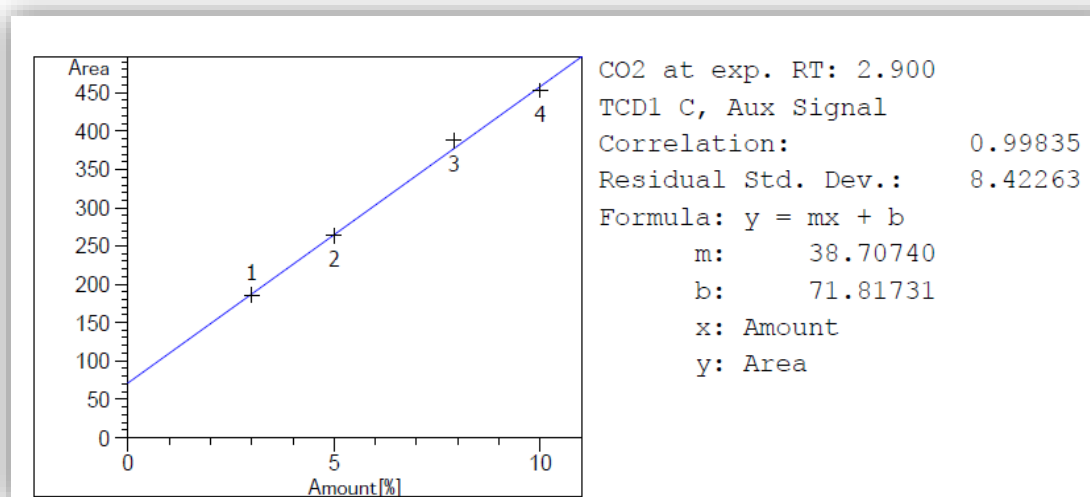 Area
450
400
350
300
250
200
150
100
50
0
1
2
3
4
0 5 10
Amount[%]
CO2 at exp. RT: 2.900
TCD1 C, Aux Signal
Correlation: 0.99835
Residual Std. Dev.: 8.42263
Formula: y = mx + b
m: 38.70740
b: 71.81731
x: Amount
y: Area